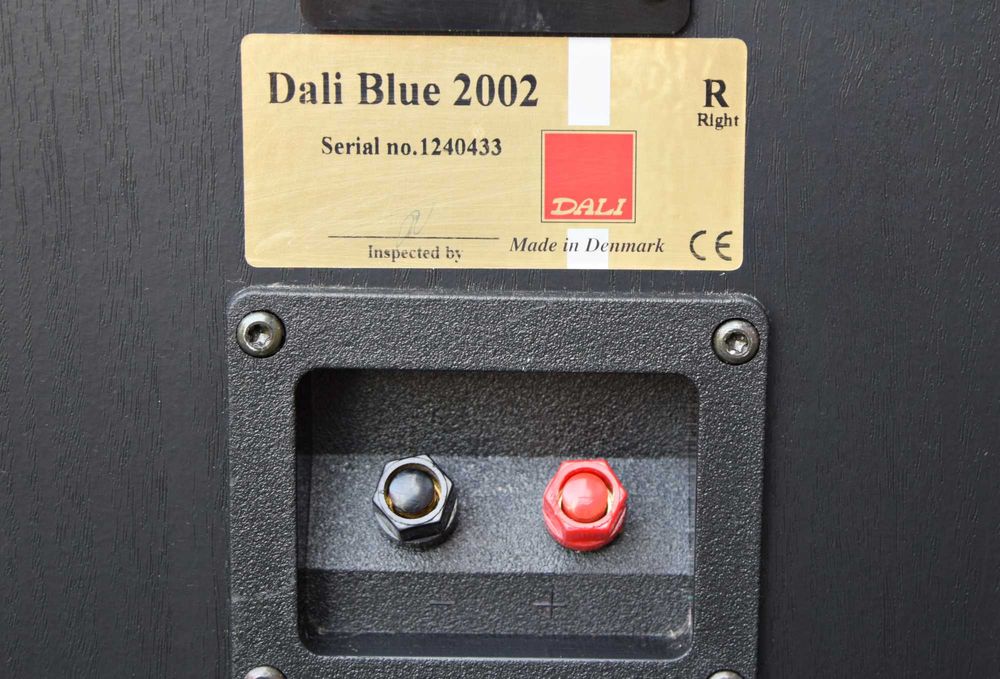 Dali Blue 2002
R
Right
Serial no.1240433
DALI
Inspected by
Made in Denmark
CE
− +